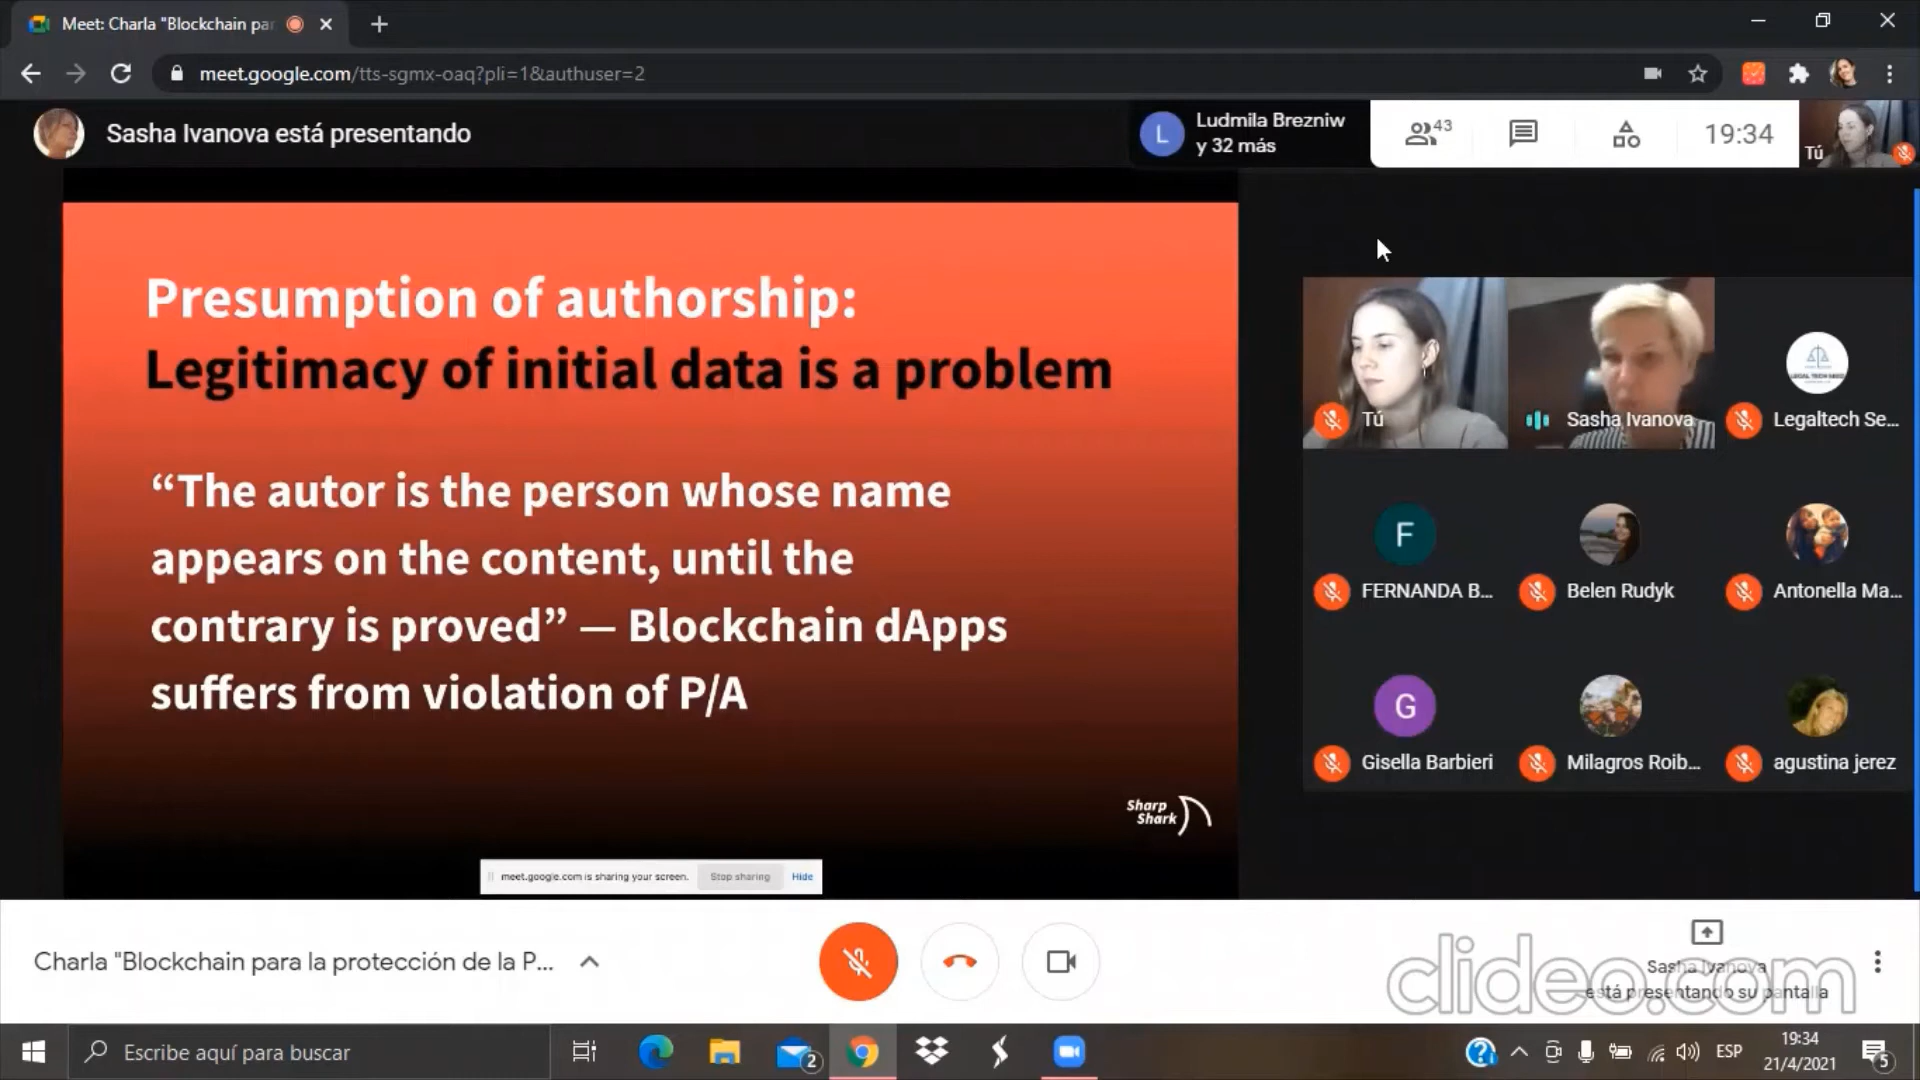 Meet: Charla "Blockchain pa
meet.google.com/tts-sgmx-oaq?pli=1&authuser=2
Sasha Ivanova está presentando
L
Ludmila Brezniw
y 32 más
43
19:34
Tú
Presumption of authorship:
Legitimacy of initial data is a problem
“The autor is the person whose name
appears on the content, until the
contrary is proved” — Blockchain dApps
suffers from violation of P/A
Sharp
Shark
meet.google.com is sharing your screen.
Stop sharing
Hide
Tú
Sasha Ivanova
LEGAL TECH
Legaltech Se...
F
FERNANDA B...
Belen Rudyk
Antonella Ma...
G
Gisella Barbieri
Milagros Roib...
agustina jerez
Charla "Blockchain para la protección de la P...
Sasha Ivanova
está presentando su pantalla
clideo.com
Escribe aquí para buscar
2
ESP
19:34
21/4/2021
5